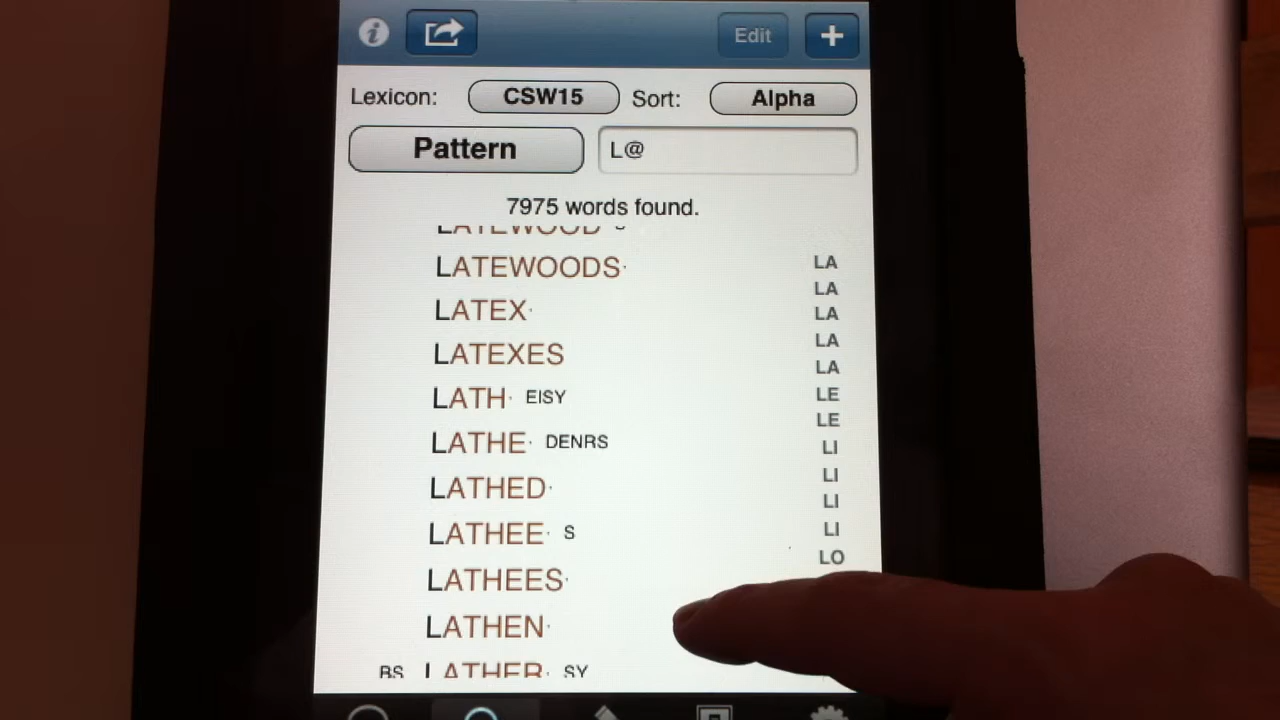 Edit +
Lexicon: CSW15 Sort: Alpha
Pattern L@
7975 words found.
LATEWOOD S
LATEWOODS·
LATEX·
LATEXES
LATH· EISY
LATHE· DENRS
LATHED·
LATHEE· S
LATHEES·
LATHEN·
BS LATHER· SY
LA
LA
LA
LA
LA
LE
LE
LI
LI
LI
LI
LO